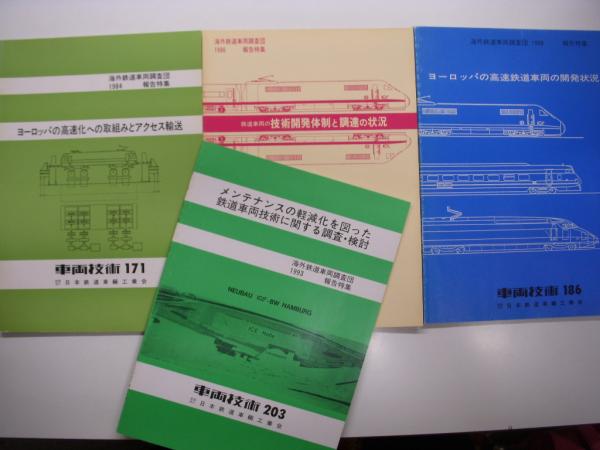 海外鉄道車両調査団
1984　報告特集
ヨーロッパの高速化への取組みとアクセス輸送
車両技術 171
日本鉄道車輛工業会
海外鉄道車両調査団
1986　報告特集
鉄道車両の技術開発体制と調達の状況
海外鉄道車両調査団 1988　報告特集
ヨーロッパの高速鉄道車両の開発状況
ICE
車両技術 186
日本鉄道車輛工業会
メンテナンスの軽減化を図った
鉄道車両技術に関する調査・検討
海外鉄道車両調査団
1993　報告特集
NEUBAU ICE-BW HAMBURG
ICE Halle
車両技術 203
日本鉄道車輛工業会